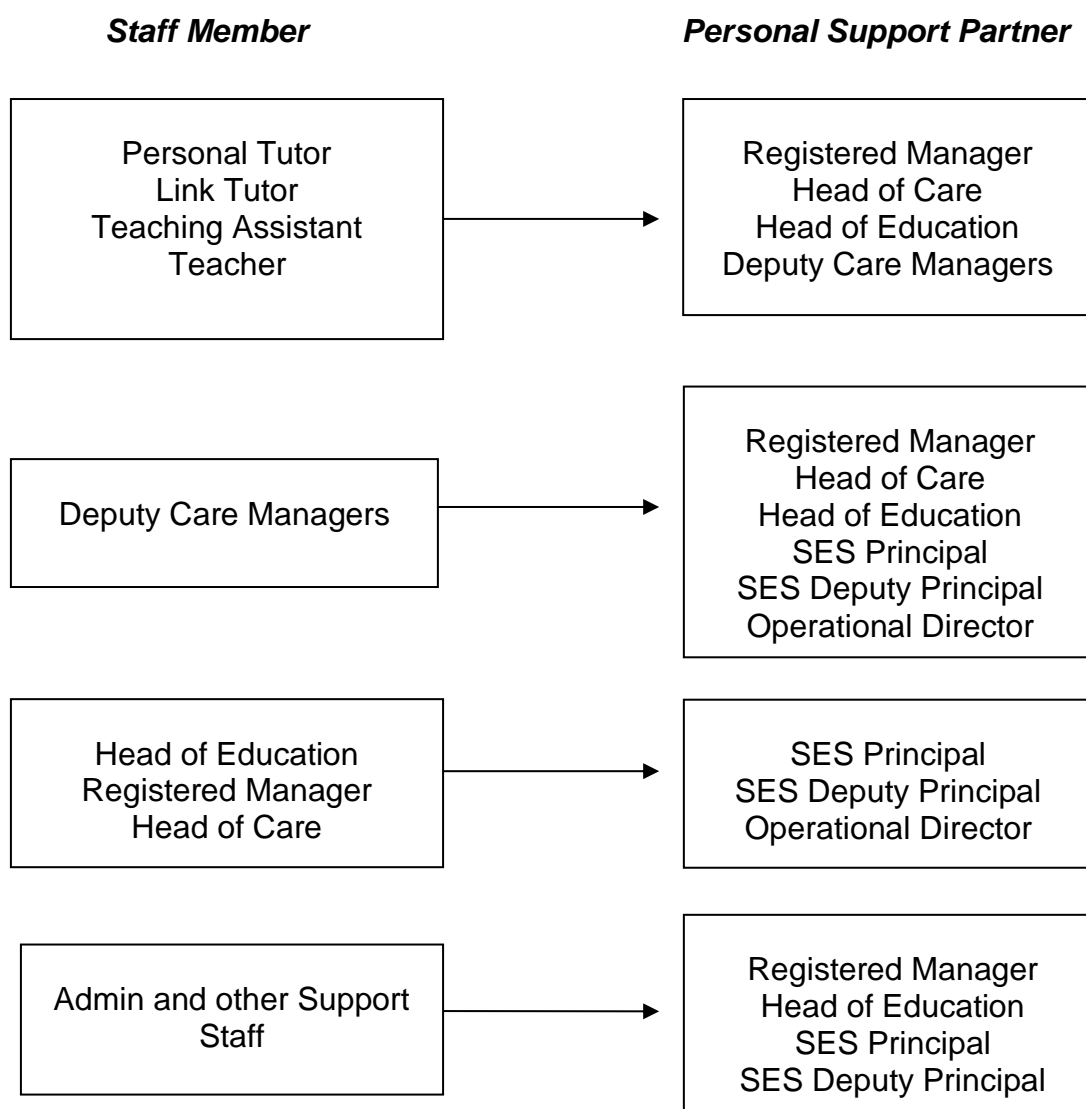 Staff Member
Personal Support Partner
Personal Tutor
Link Tutor
Teaching Assistant
Teacher
Registered Manager
Head of Care
Head of Education
Deputy Care Managers
Deputy Care Managers
Registered Manager
Head of Care
Head of Education
SES Principal
SES Deputy Principal
Operational Director
Head of Education
Registered Manager
Head of Care
SES Principal
SES Deputy Principal
Operational Director
Admin and other Support
Staff
Registered Manager
Head of Education
SES Principal
SES Deputy Principal